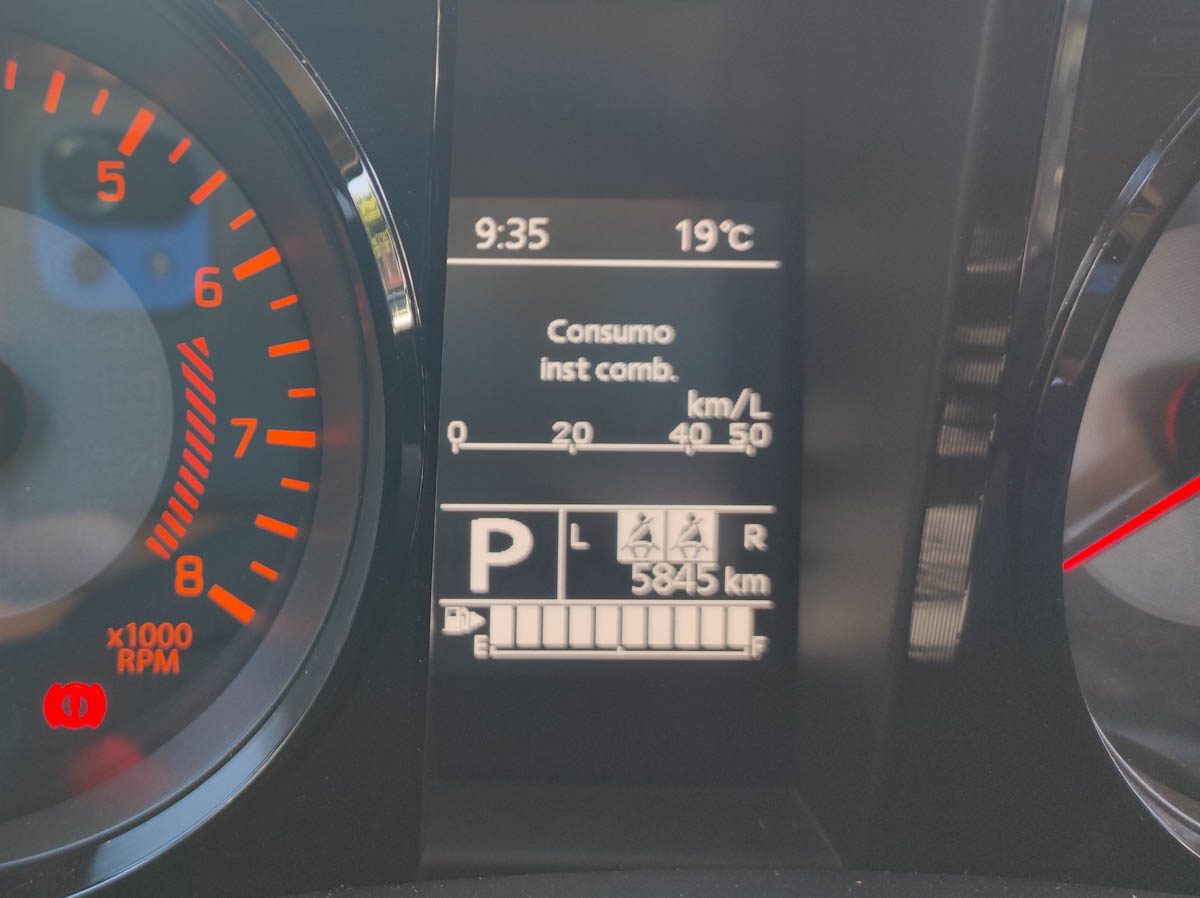 5
6
7
8
x1000
RPM
9:35 19°C
Consumo
inst comb.
km/L
0 20 40 50
P L R
5845 km
E F